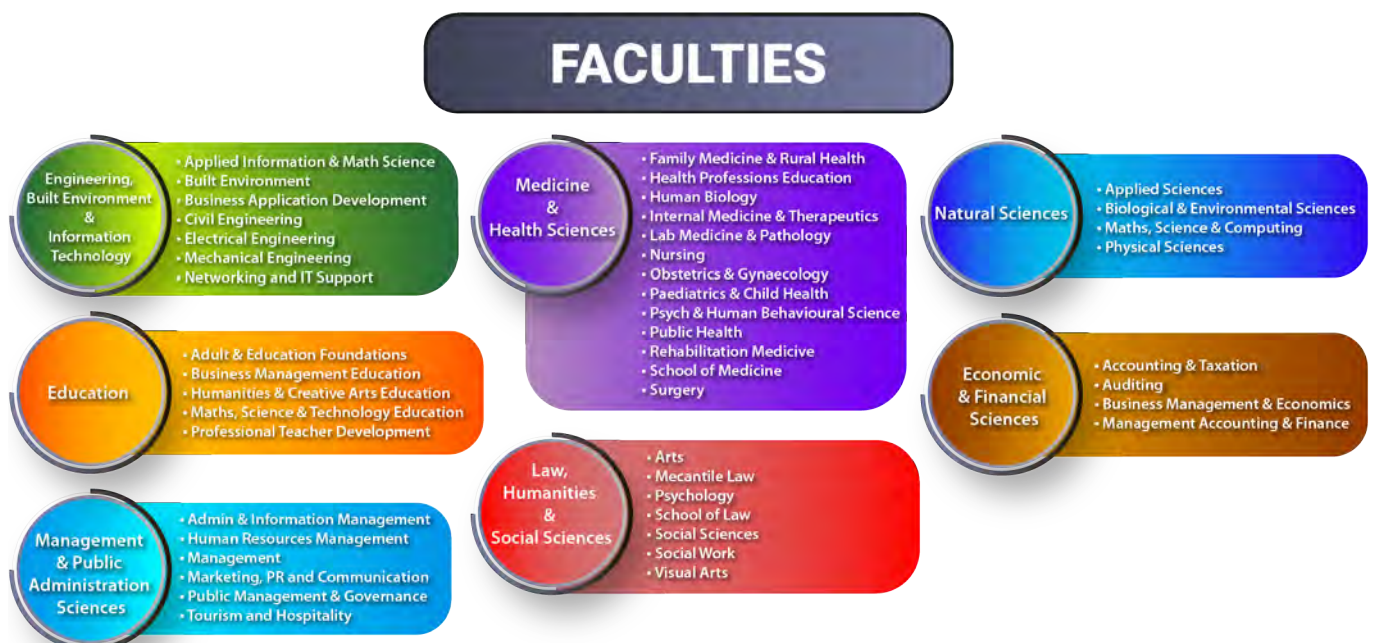 FACULTIES
Engineering,
Built Environment
&
Information
Technology
• Applied Information & Math Science
• Built Environment
• Business Application Development
• Civil Engineering
• Electrical Engineering
• Mechanical Engineering
• Networking and IT Support
Education
• Adult & Education Foundations
• Business Management Education
• Humanities & Creative Arts Education
• Maths, Science & Technology Education
• Professional Teacher Development
Management
& Public
Administration
Sciences
• Admin & Information Management
• Human Resources Management
• Management
• Marketing, PR and Communication
• Public Management & Governance
• Tourism and Hospitality
Medicine
&
Health Sciences
• Family Medicine & Rural Health
• Health Professions Education
• Human Biology
• Internal Medicine & Therapeutics
• Lab Medicine & Pathology
• Nursing
• Obstetrics & Gynaecology
• Paediatrics & Child Health
• Psych & Human Behavioural Science
• Public Health
• Rehabilitation Medicive
• School of Medicine
• Surgery
Law,
Humanities
&
Social Sciences
• Arts
• Mecantile Law
• Psychology
• School of Law
• Social Sciences
• Social Work
• Visual Arts
Natural Sciences
• Applied Sciences
• Biological & Environmental Sciences
• Maths, Science & Computing
• Physical Sciences
Economic
& Financial
Sciences
• Accounting & Taxation
• Auditing
• Business Management & Economics
• Management Accounting & Finance